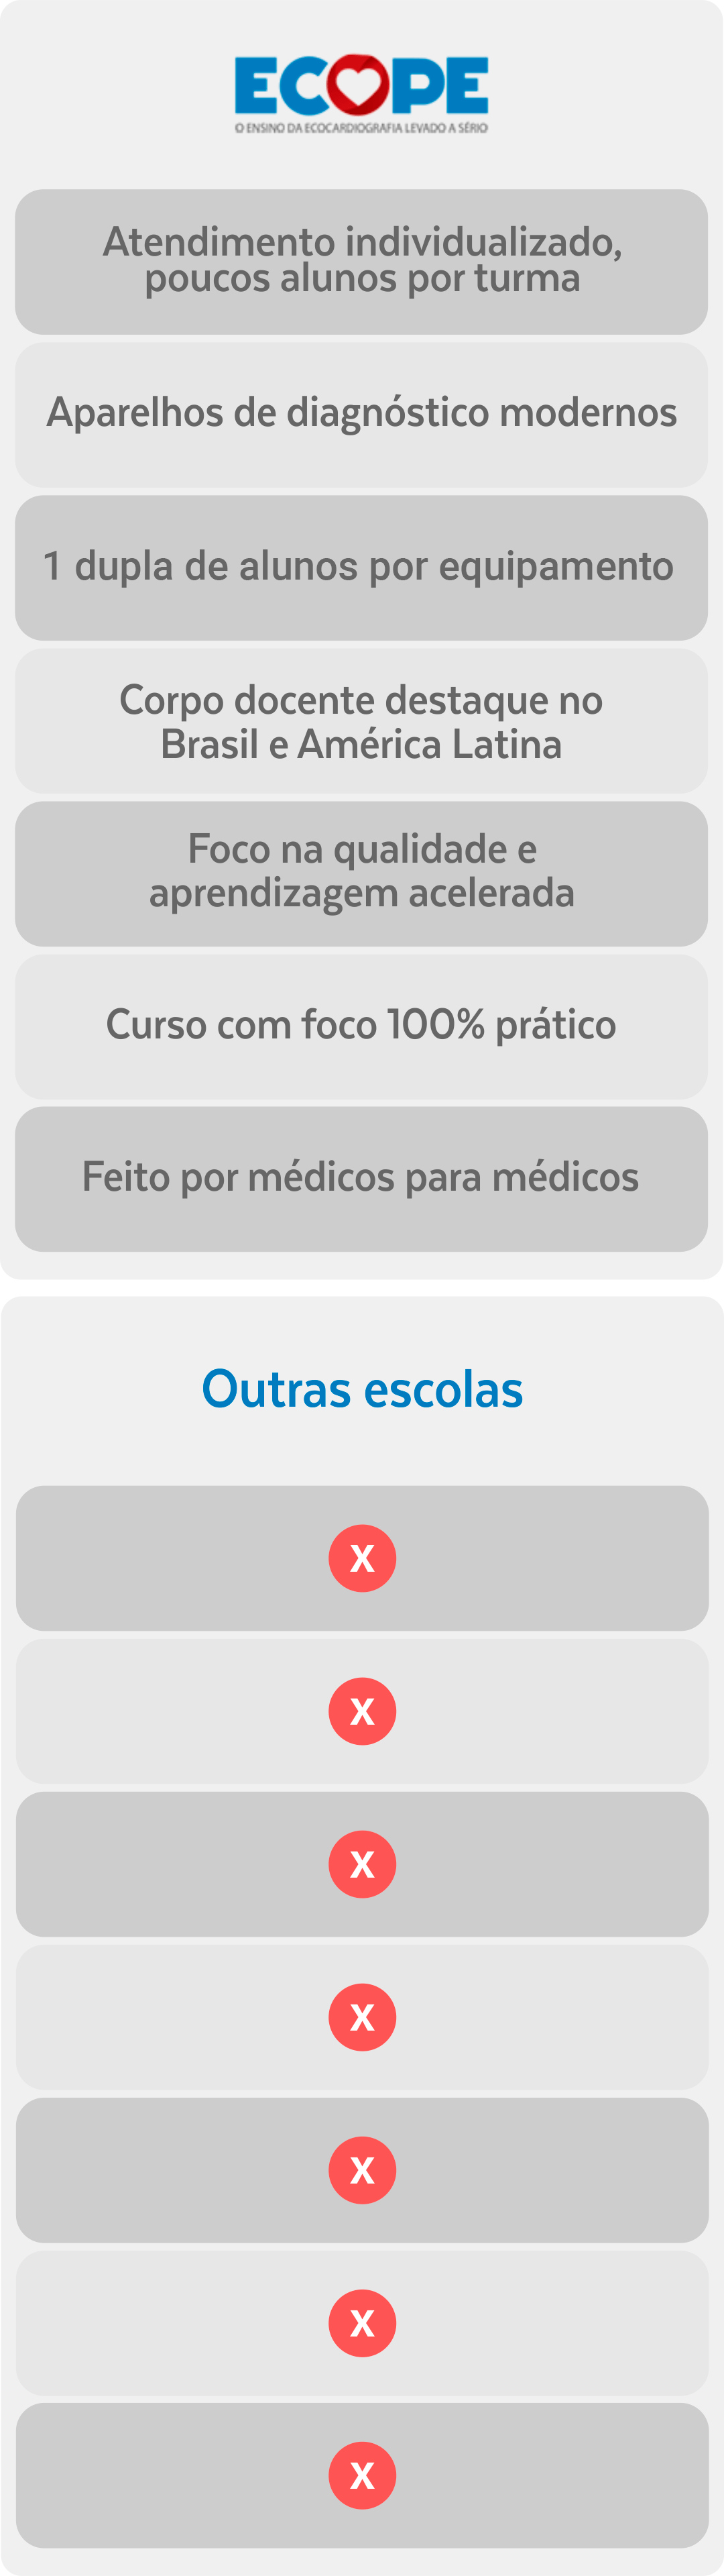 ECOPE
O ENSINO DA ECOCARDIOGRAFIA LEVADO A SÉRIO
Atendimento individualizado,
poucos alunos por turma
Aparelhos de diagnóstico modernos
1 dupla de alunos por equipamento
Corpo docente destaque no
Brasil e América Latina
Foco na qualidade e
aprendizagem acelerada
Curso com foco 100% prático
Feito por médicos para médicos
Outras escolas
X
X
X
X
X
X
X